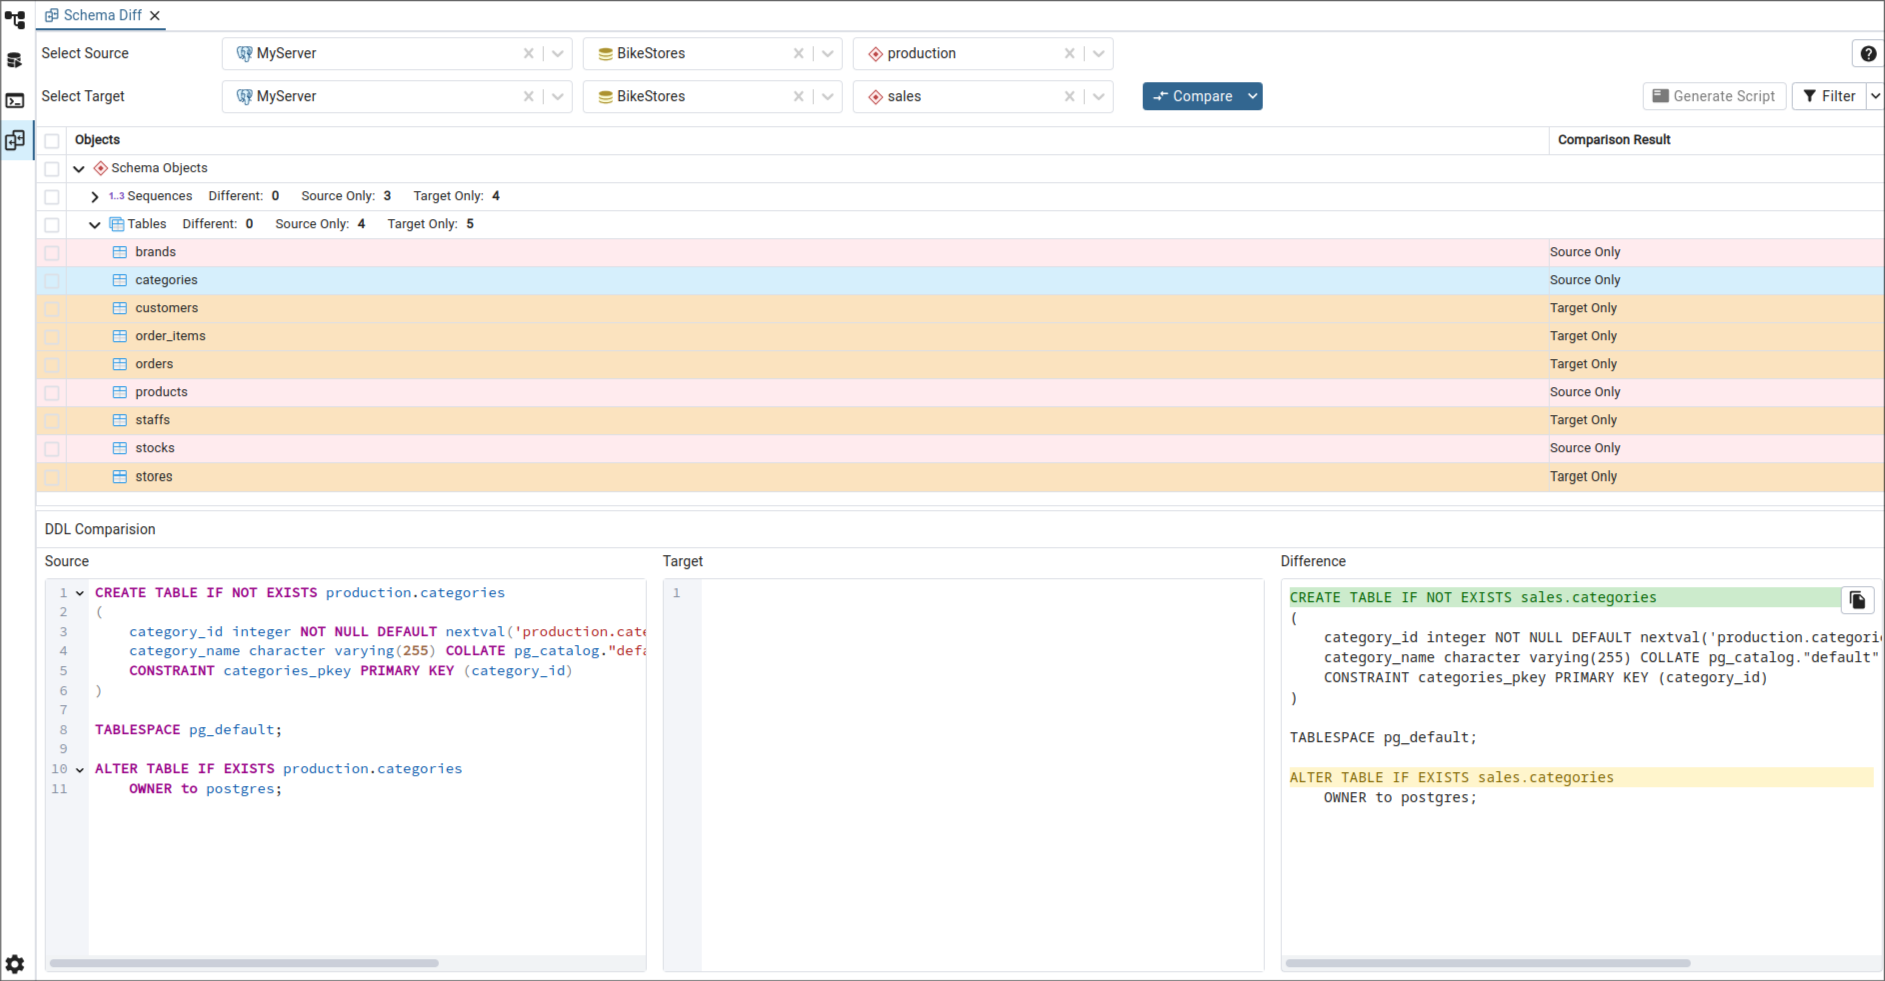 Schema Diff
Select Source MyServer BikeStores production
Select Target MyServer BikeStores sales Compare Generate Script Filter
Objects Comparison Result
Schema Objects
1..3 Sequences Different: 0 Source Only: 3 Target Only: 4
Tables Different: 0 Source Only: 4 Target Only: 5
brands Source Only
categories Source Only
customers Target Only
order_items Target Only
orders Target Only
products Source Only
staffs Target Only
stocks Source Only
stores Target Only
DDL Comparision
Source
1 CREATE TABLE IF NOT EXISTS production.categories
2 (
3 category_id integer NOT NULL DEFAULT nextval('production.cate
4 category_name character varying(255) COLLATE pg_catalog."defa
5 CONSTRAINT categories_pkey PRIMARY KEY (category_id)
6 )
7
8 TABLESPACE pg_default;
9
10 ALTER TABLE IF EXISTS production.categories
11 OWNER to postgres;
Target
1
Difference
CREATE TABLE IF NOT EXISTS sales.categories
(
category_id integer NOT NULL DEFAULT nextval('production.categori
category_name character varying(255) COLLATE pg_catalog."default"
CONSTRAINT categories_pkey PRIMARY KEY (category_id)
)
TABLESPACE pg_default;
ALTER TABLE IF EXISTS sales.categories
OWNER to postgres;